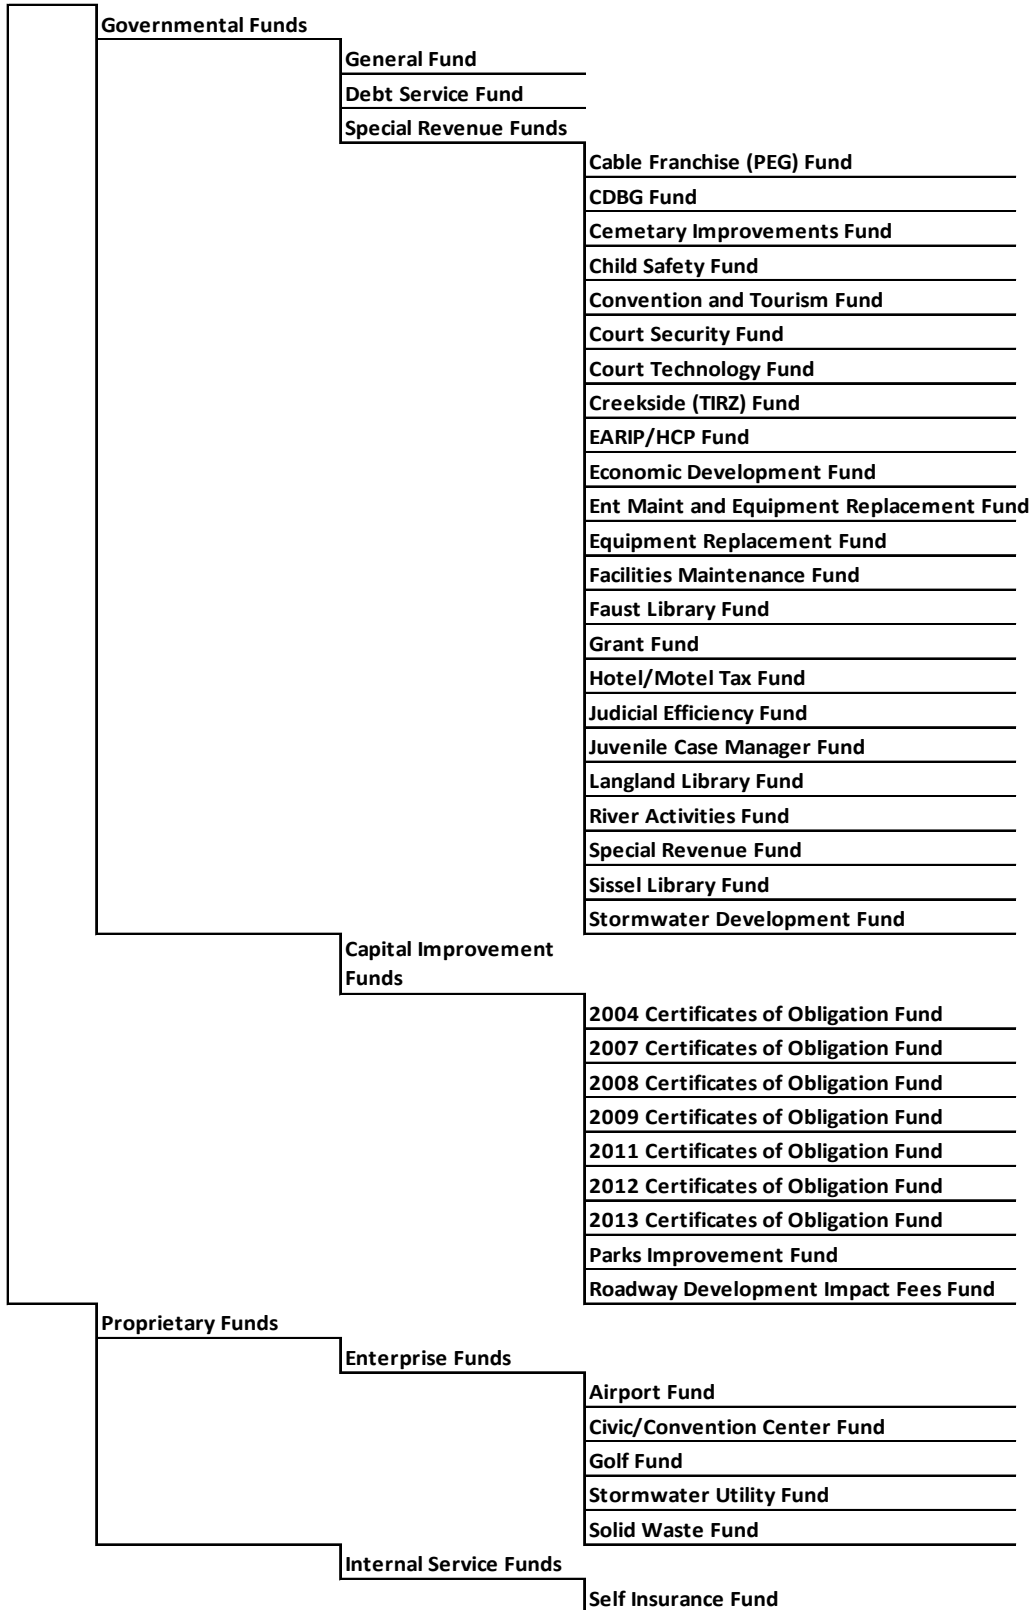 Governmental Funds
General Fund
Debt Service Fund
Special Revenue Funds
Cable Franchise (PEG) Fund
CDBG Fund
Cemetary Improvements Fund
Child Safety Fund
Convention and Tourism Fund
Court Security Fund
Court Technology Fund
Creekside (TIRZ) Fund
EARIP/HCP Fund
Economic Development Fund
Ent Maint and Equipment Replacement Fund
Equipment Replacement Fund
Facilities Maintenance Fund
Faust Library Fund
Grant Fund
Hotel/Motel Tax Fund
Judicial Efficiency Fund
Juvenile Case Manager Fund
Langland Library Fund
River Activities Fund
Special Revenue Fund
Sissel Library Fund
Stormwater Development Fund
Capital Improvement
Funds
2004 Certificates of Obligation Fund
2007 Certificates of Obligation Fund
2008 Certificates of Obligation Fund
2009 Certificates of Obligation Fund
2011 Certificates of Obligation Fund
2012 Certificates of Obligation Fund
2013 Certificates of Obligation Fund
Parks Improvement Fund
Roadway Development Impact Fees Fund
Proprietary Funds
Enterprise Funds
Airport Fund
Civic/Convention Center Fund
Golf Fund
Stormwater Utility Fund
Solid Waste Fund
Internal Service Funds
Self Insurance Fund